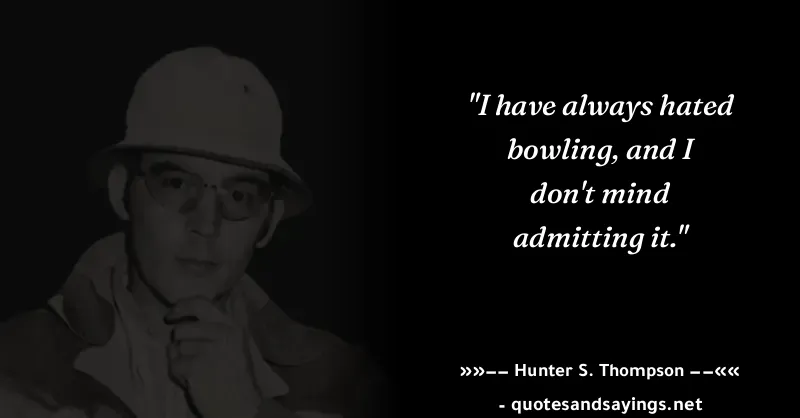 "I have always hated
bowling, and I
don't mind
admitting it."
»»−− Hunter S. Thompson −−««
- quotesandsayings.net